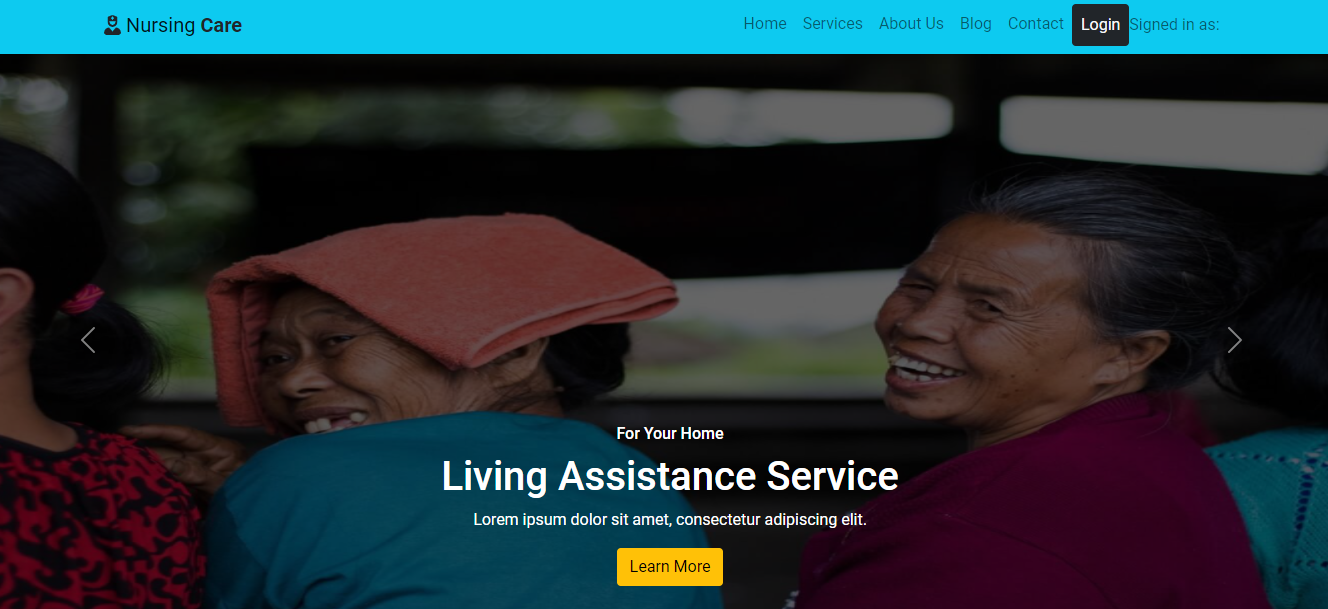 Nursing Care
Home Services About Us Blog Contact Login Signed in as:
For Your Home
Living Assistance Service
Lorem ipsum dolor sit amet, consectetur adipiscing elit.
Learn More